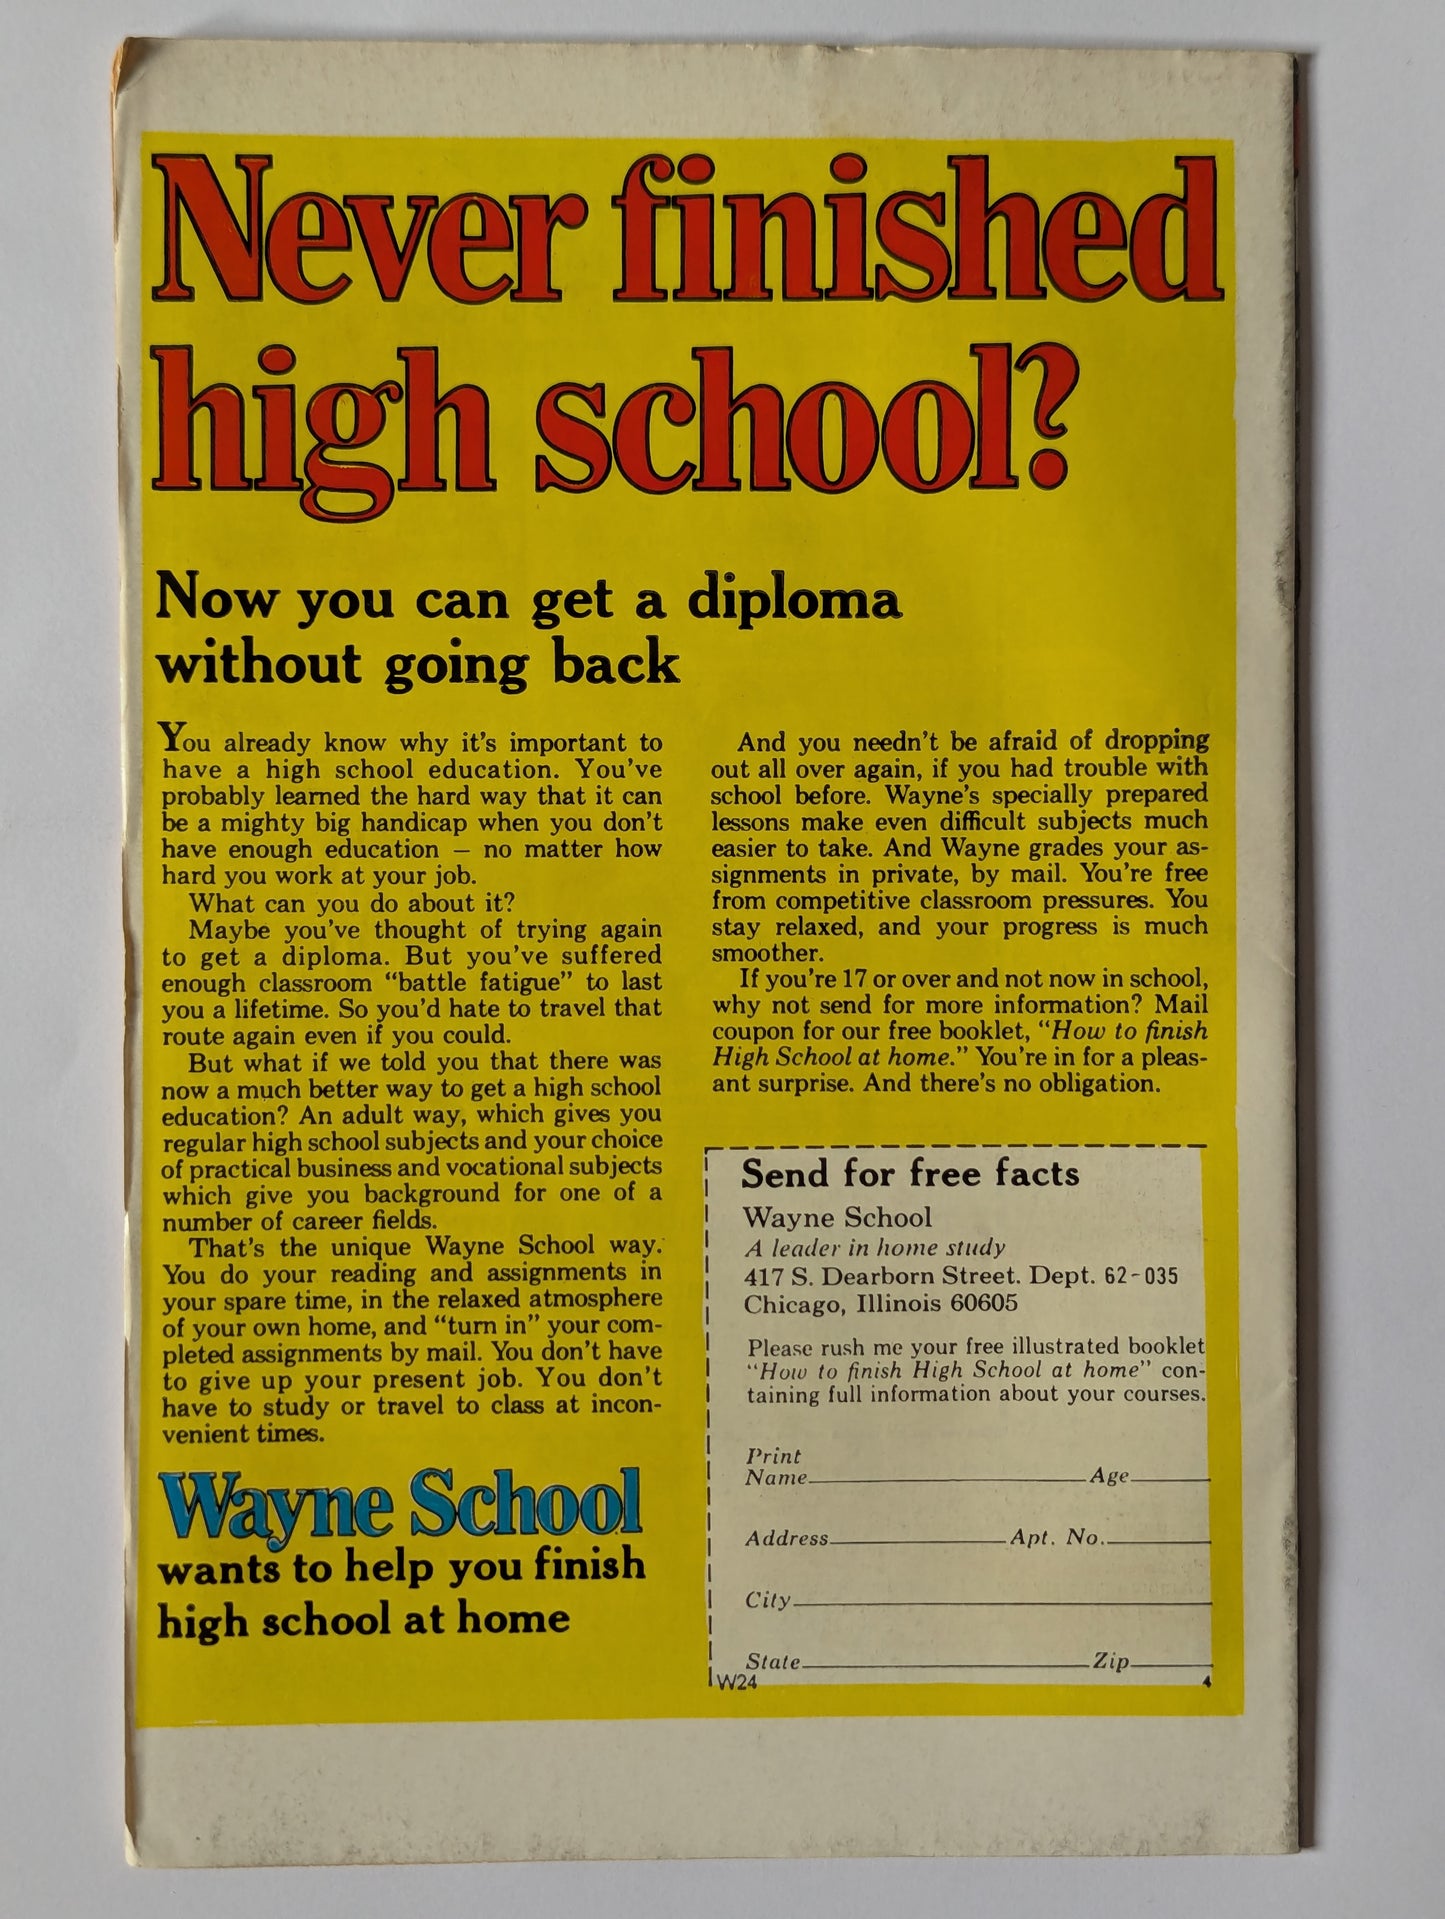 Never finished
high school?
Now you can get a diploma
without going back
You already know why it's important to
have a high school education. You've
probably learned the hard way that it can
be a mighty big handicap when you don't
have enough education – no matter how
hard you work at your job.
What can you do about it?
Maybe you've thought of trying again
to get a diploma. But you've suffered
enough classroom "battle fatigue" to last
you a lifetime. So you'd hate to travel that
route again even if you could.
But what if we told you that there was
now a much better way to get a high school
education? An adult way, which gives you
regular high school subjects and your choice
of practical business and vocational subjects
which give you background for one of a
number of career fields.
That's the unique Wayne School way.
You do your reading and assignments in
your spare time, in the relaxed atmosphere
of your own home, and "turn in" your com-
pleted assignments by mail. You don't have
to give up your present job. You don't
have to study or travel to class at incon-
venient times.
Wayne School
wants to help you finish
high school at home
And you needn't be afraid of dropping
out all over again, if you had trouble with
school before. Wayne's specially prepared
lessons make even difficult subjects much
easier to take. And Wayne grades your as-
signments in private, by mail. You're free
from competitive classroom pressures. You
stay relaxed, and your progress is much
smoother.
If you're 17 or over and not now in school,
why not send for more information? Mail
coupon for our free booklet, "How to finish
High School at home." You're in for a pleas-
ant surprise. And there's no obligation.
Send for free facts
Wayne School
A leader in home study
417 S. Dearborn Street. Dept. 62-035
Chicago, Illinois 60605
Please rush me your free illustrated booklet
"How to finish High School at home" con-
taining full information about your courses.
Print
Name Age
Address Apt. No.
City
State Zip
W24 4